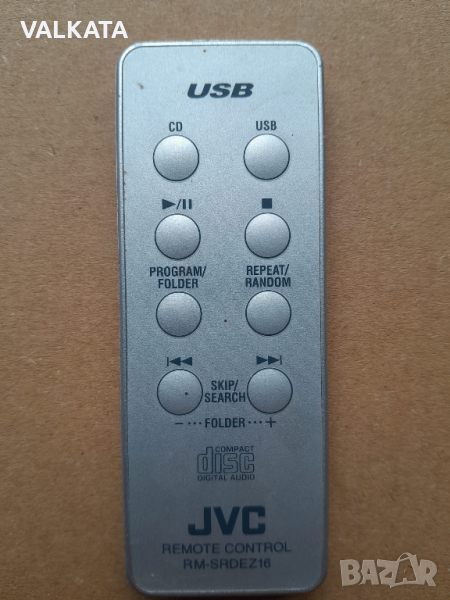 VALKATA
USB
CD USB
▶/II ■
PROGRAM/ REPEAT/
FOLDER RANDOM
I◀◀ ▶▶I
SKIP/
SEARCH
− ··· FOLDER ··· +
COMPACT
disc
DIGITAL AUDIO
JVC
REMOTE CONTROL
RM-SRDEZ16
BAZAR